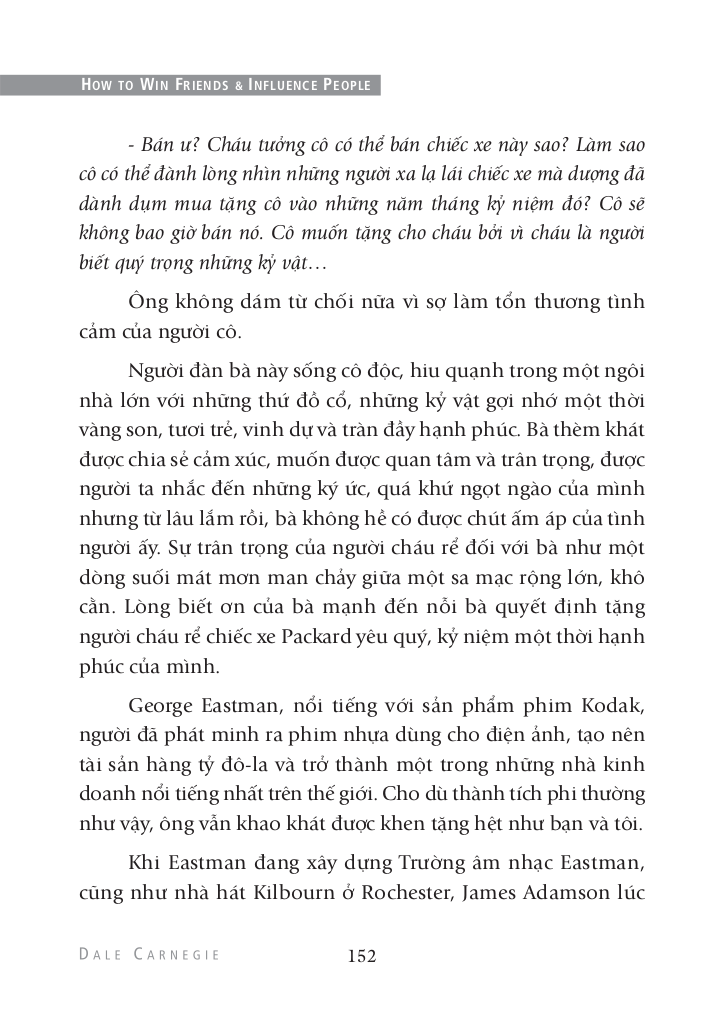 HOW TO WIN FRIENDS & INFLUENCE PEOPLE
- Bán ư? Cháu tưởng cô có thể bán chiếc xe này sao? Làm sao
cô có thể đành lòng nhìn những người xa lạ lái chiếc xe mà dượng đã
dành dụm mua tặng cô vào những năm tháng kỷ niệm đó? Cô sẽ
không bao giờ bán nó. Cô muốn tặng cho cháu bởi vì cháu là người
biết quý trọng những kỷ vật…
Ông không dám từ chối nữa vì sợ làm tổn thương tình
cảm của người cô.
Người đàn bà này sống cô độc, hiu quạnh trong một ngôi
nhà lớn với những thứ đồ cổ, những kỷ vật gợi nhớ một thời
vàng son, tươi trẻ, vinh dự và tràn đầy hạnh phúc. Bà thèm khát
được chia sẻ cảm xúc, muốn được quan tâm và trân trọng, được
người ta nhắc đến những ký ức, quá khứ ngọt ngào của mình
nhưng từ lâu lắm rồi, bà không hề có được chút ấm áp của tình
người ấy. Sự trân trọng của người cháu rể đối với bà như một
dòng suối mát mơn man chảy giữa một sa mạc rộng lớn, khô
cằn. Lòng biết ơn của bà mạnh đến nỗi bà quyết định tặng
người cháu rể chiếc xe Packard yêu quý, kỷ niệm một thời hạnh
phúc của mình.
George Eastman, nổi tiếng với sản phẩm phim Kodak,
người đã phát minh ra phim nhựa dùng cho điện ảnh, tạo nên
tài sản hàng tỷ đô-la và trở thành một trong những nhà kinh
doanh nổi tiếng nhất trên thế giới. Cho dù thành tích phi thường
như vậy, ông vẫn khao khát được khen tặng hệt như bạn và tôi.
Khi Eastman đang xây dựng Trường âm nhạc Eastman,
cũng như nhà hát Kilbourn ở Rochester, James Adamson lúc
DALE CARNEGIE
152